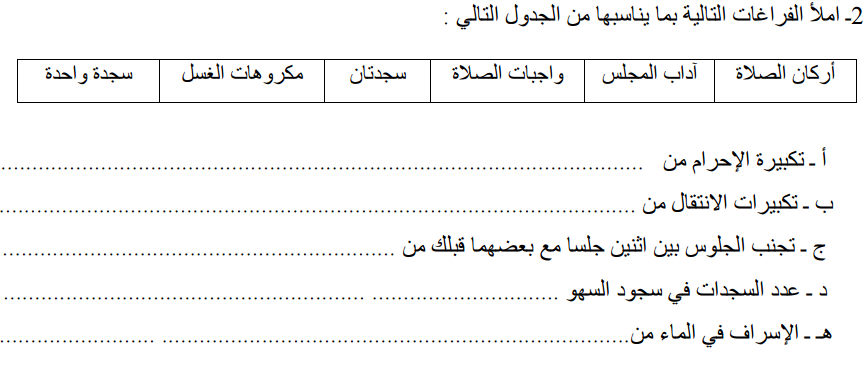 2ـ املأ الفراغات التالية بما يناسبها من الجدول التالي :
أركان الصلاة آداب المجلس واجبات الصلاة سجدتان مكروهات الغسل سجدة واحدة
أ ـ تكبيرة الإحرام من ........................................................................................
ب ـ تكبيرات الانتقال من ........................................................................................
ج ـ تجنب الجلوس بين اثنين جلسا مع بعضهما قبلك من ...............................................................
د ـ عدد السجدات في سجود السهو .............................. ..........................................................
هـ ـ الإسراف في الماء من.......................................................................... .........................